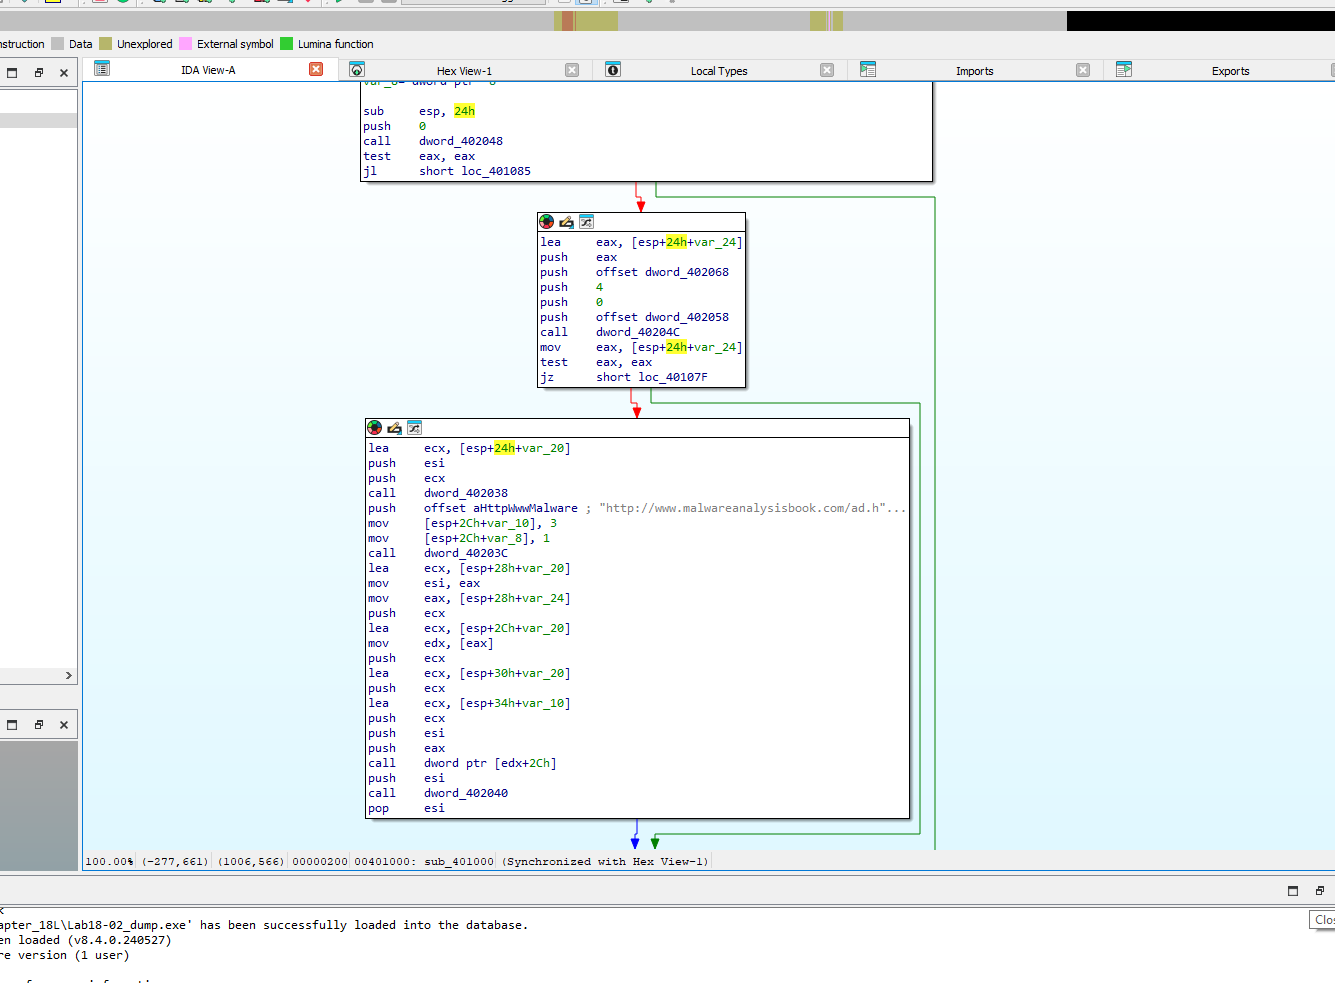 nstruction Data Unexplored External symbol Lumina function
IDA View-A Hex View-1 Local Types Imports Exports
sub esp, 24h
push 0
call dword_402048
test eax, eax
jl short loc_401085
lea eax, [esp+24h+var_24]
push eax
push offset dword_402068
push 4
push 0
push offset dword_402058
call dword_40204C
mov eax, [esp+24h+var_24]
test eax, eax
jz short loc_40107F
lea ecx, [esp+24h+var_20]
push esi
push ecx
call dword_402038
push offset aHttpWwwMalware ; "http://www.malwareanalysisbook.com/ad.h"...
mov [esp+2Ch+var_10], 3
mov [esp+2Ch+var_8], 1
call dword_40203C
lea ecx, [esp+28h+var_20]
mov esi, eax
mov eax, [esp+28h+var_24]
push ecx
lea ecx, [esp+2Ch+var_20]
mov edx, [eax]
push ecx
lea ecx, [esp+30h+var_20]
push ecx
lea ecx, [esp+34h+var_10]
push ecx
push esi
push eax
call dword ptr [edx+2Ch]
push esi
call dword_402040
pop esi
100.00% (-277,661) (1006,566) 00000200 00401000: sub_401000 (Synchronized with Hex View-1)
apter_18L\Lab18-02_dump.exe' has been successfully loaded into the database.
en loaded (v8.4.0.240527)
re version (1 user)
Clos